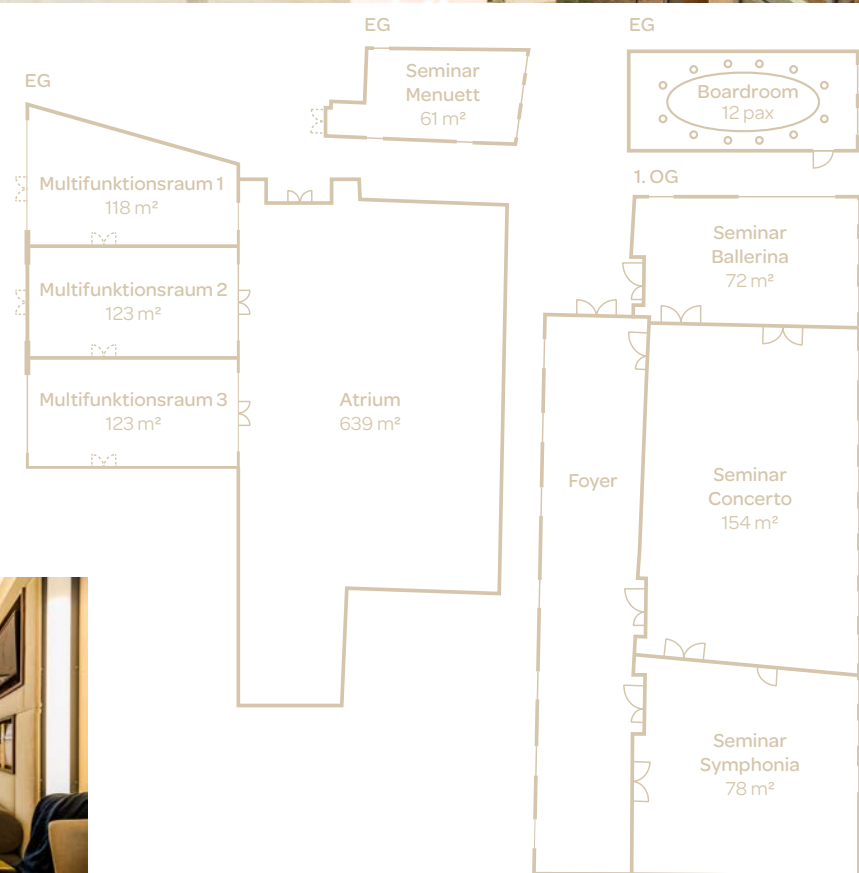 EG
Multifunktionsraum 1
118 m²
Multifunktionsraum 2
123 m²
Multifunktionsraum 3
123 m²
Atrium
639 m²
EG
Seminar
Menuett
61 m²
EG
Boardroom
12 pax
1. OG
Seminar
Ballerina
72 m²
Foyer
Seminar
Concerto
154 m²
Seminar
Symphonia
78 m²